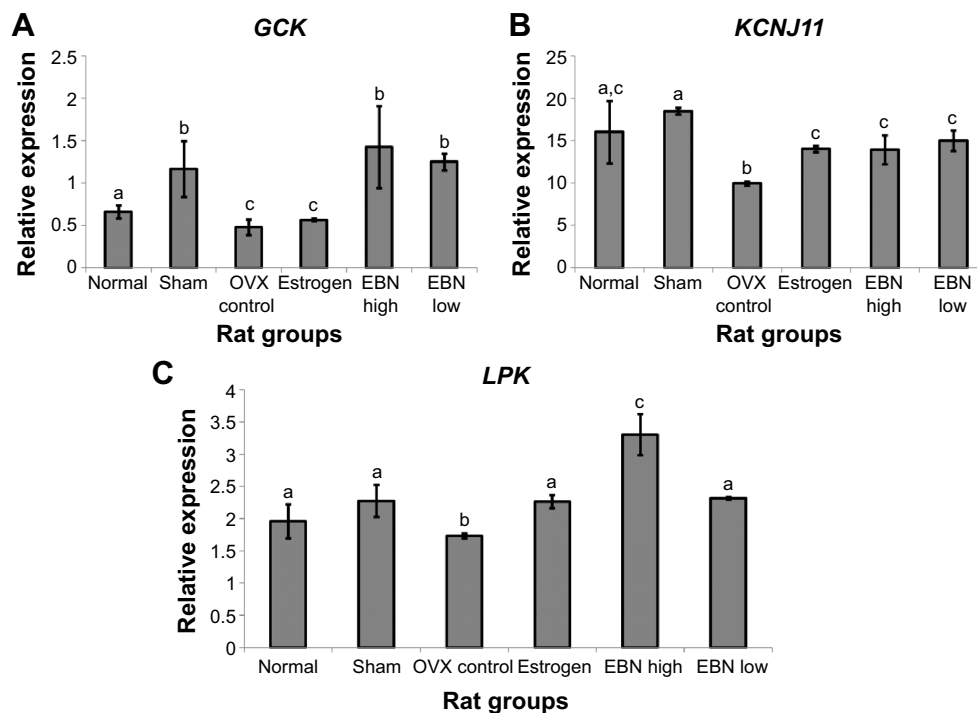 A
GCK
Relative expression
2.5
2
1.5
1
0.5
0
a
b
c
c
b
b
Normal Sham OVX control Estrogen EBN high EBN low
Rat groups
B
KCNJ11
Relative expression
25
20
15
10
5
0
a,c
a
b
c
c
c
Normal Sham OVX control Estrogen EBN high EBN low
Rat groups
C
LPK
Relative expression
4
3.5
3
2.5
2
1.5
1
0.5
0
a
a
b
a
c
a
Normal Sham OVX control Estrogen EBN high EBN low
Rat groups